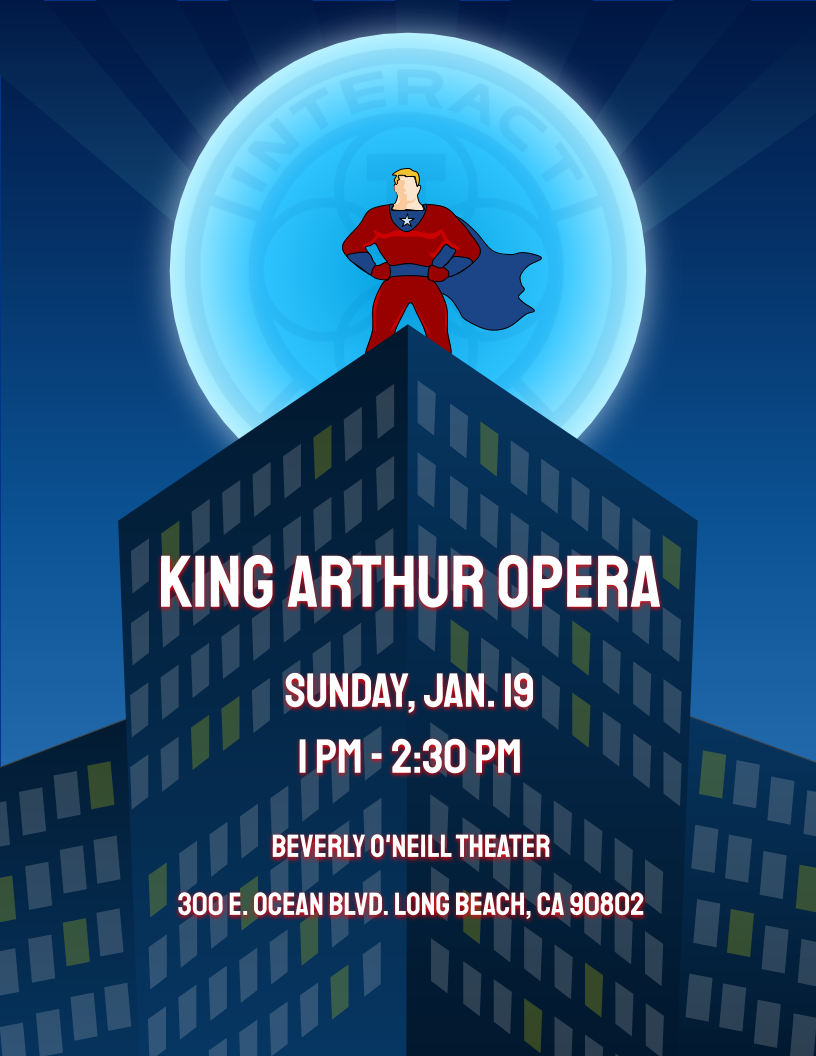 INTERACT
KING ARTHUR OPERA
SUNDAY, JAN. 19
1 PM - 2:30 PM
BEVERLY O'NEILL THEATER
300 E. OCEAN BLVD. LONG BEACH, CA 90802